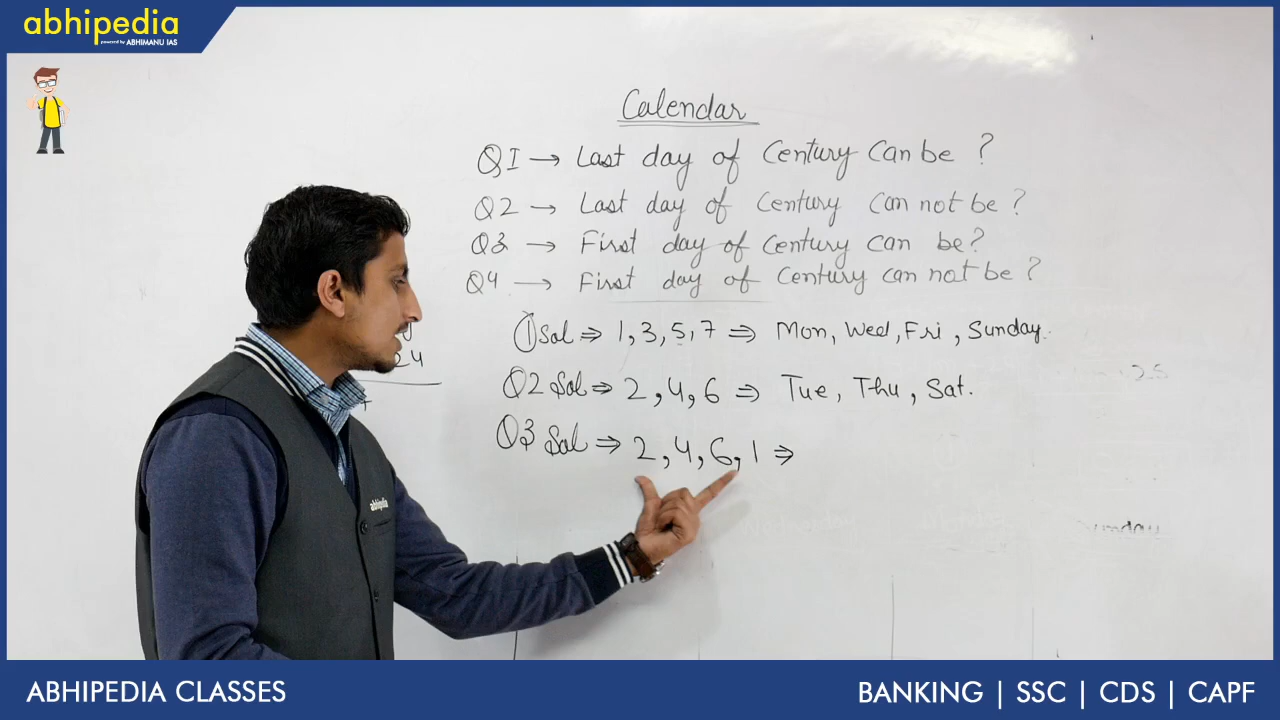 abhipedia
powered by ABHIMANU IAS
Calendar
Q1 → Last day of Century Can be ?
Q2 → Last day of Century Can not be ?
Q3 → First day of Century Can be?
Q4 → First day of Century can not be ?
① Sol ⇒ 1, 3, 5, 7 ⇒ Mon, Wed, Fri, Sunday.
Q2 Sol ⇒ 2, 4, 6 ⇒ Tue, Thu, Sat.
Q3 Sol ⇒ 2, 4, 6, 1 ⇒
24
25
abhipedia
ABHIPEDIA CLASSES
BANKING | SSC | CDS | CAPF